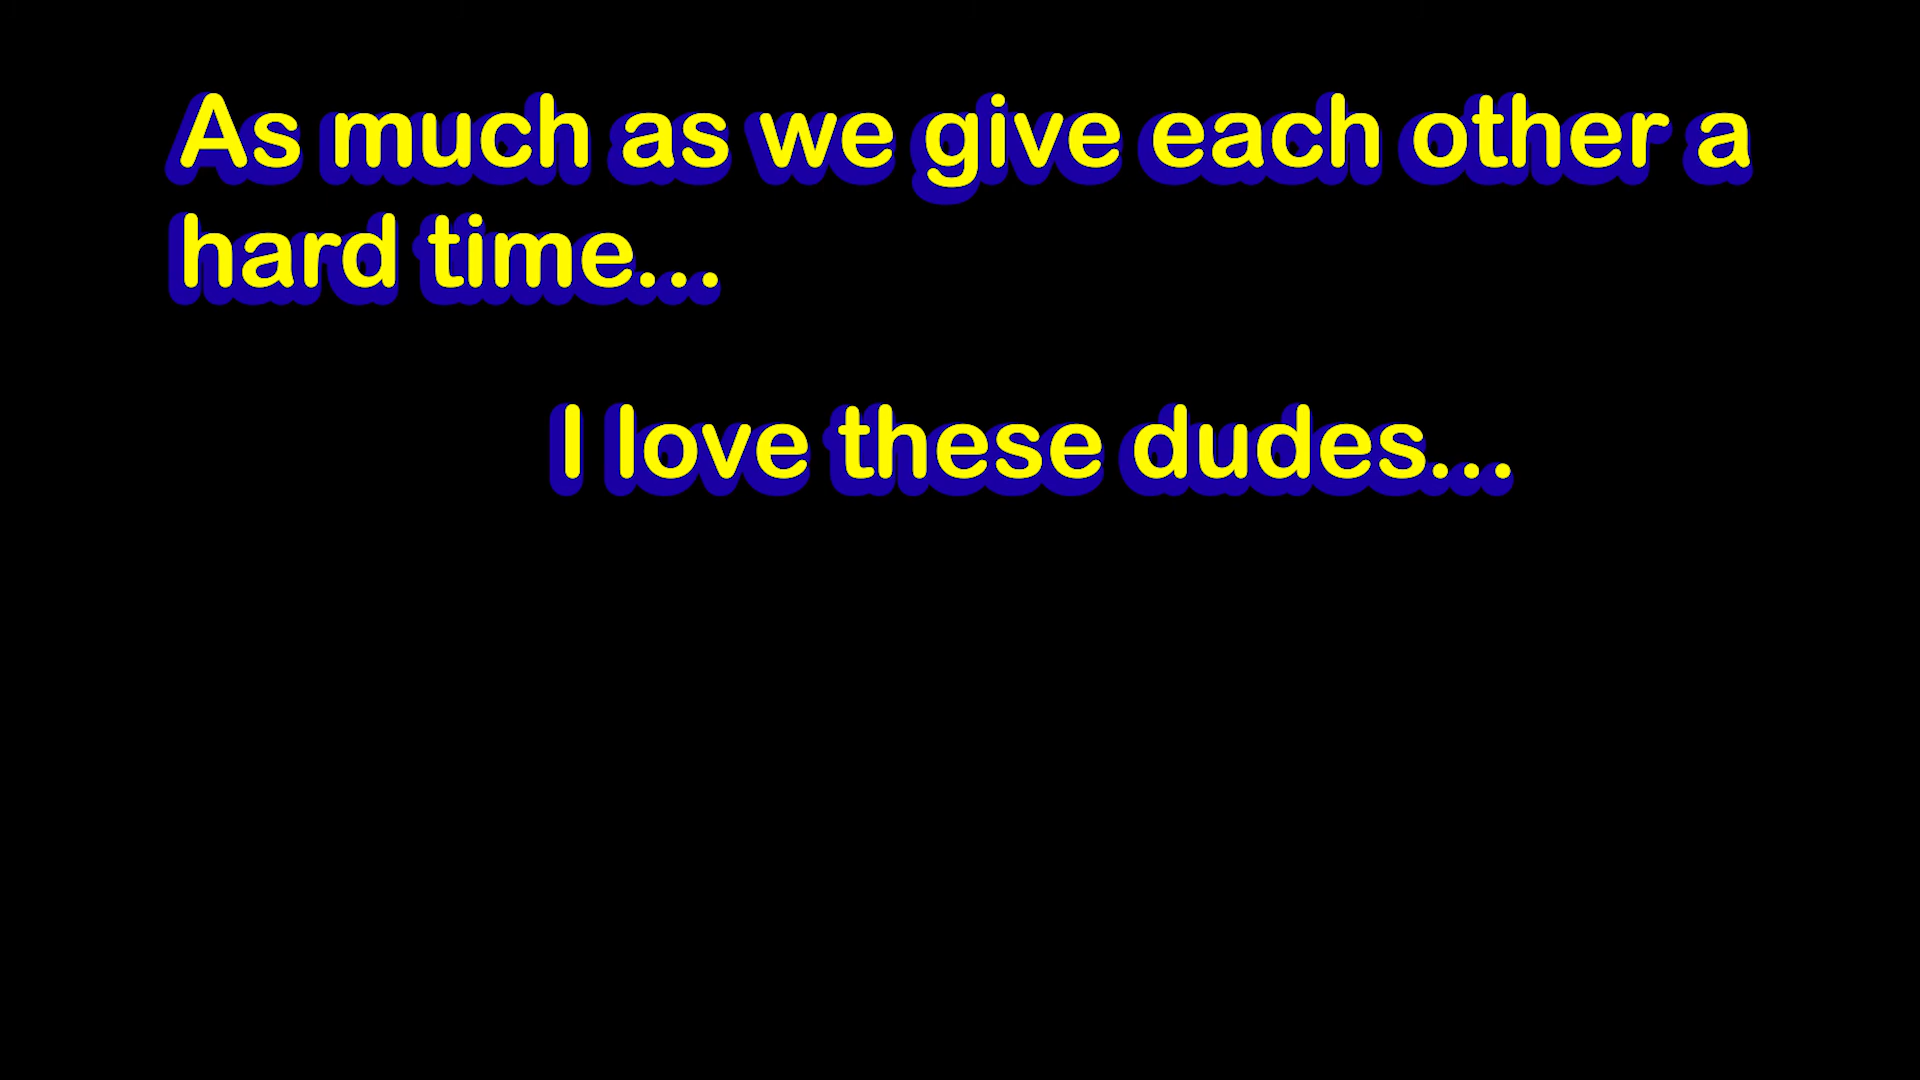 As much as we give each other a
hard time...
I love these dudes...